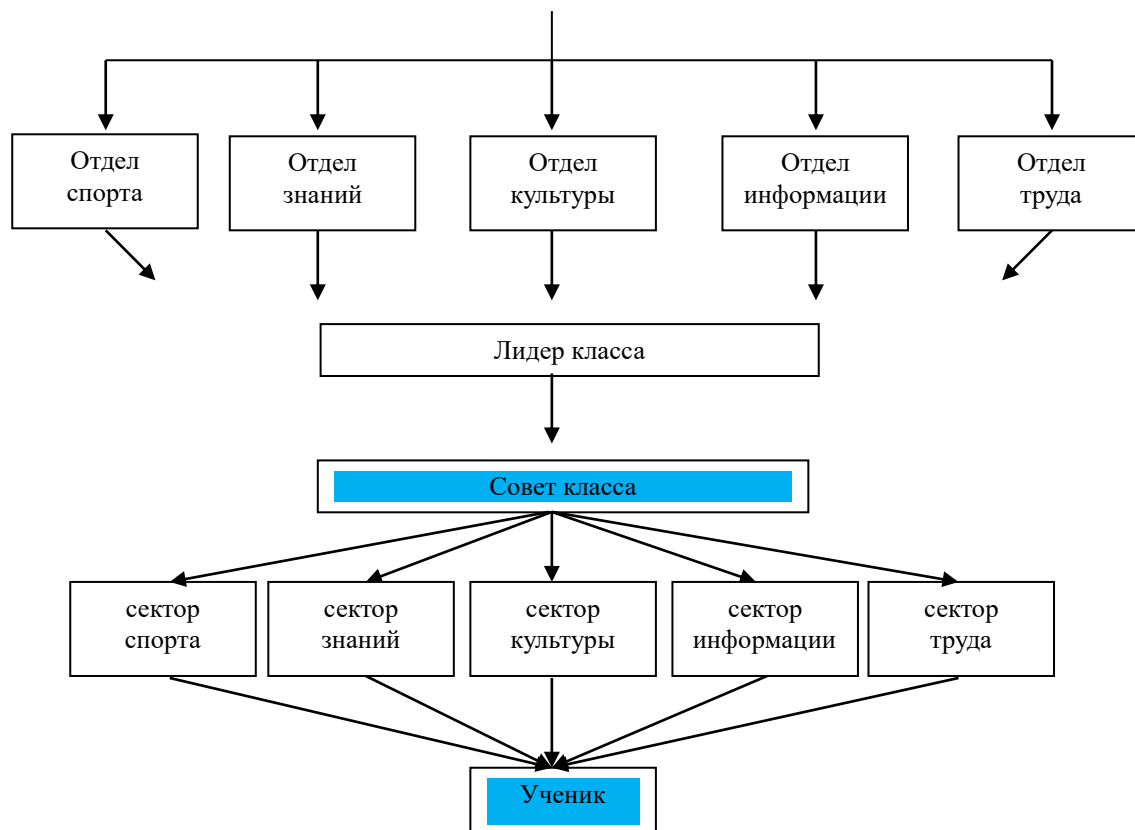 Отдел
спорта
Отдел
знаний
Отдел
культуры
Отдел
информации
Отдел
труда
Лидер класса
Совет класса
сектор
спорта
сектор
знаний
сектор
культуры
сектор
информации
сектор
труда
Ученик